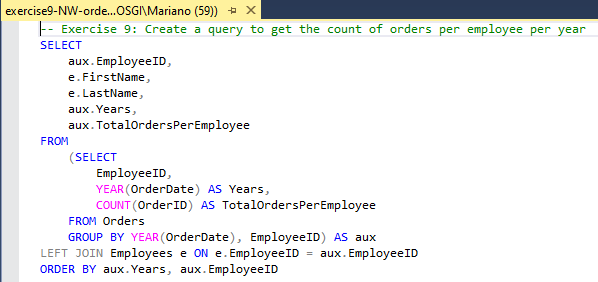 exercise9-NW-orde...OSGI\Mariano (59))
-- Exercise 9: Create a query to get the count of orders per employee per year
SELECT
aux.EmployeeID,
e.FirstName,
e.LastName,
aux.Years,
aux.TotalOrdersPerEmployee
FROM
(SELECT
EmployeeID,
YEAR(OrderDate) AS Years,
COUNT(OrderID) AS TotalOrdersPerEmployee
FROM Orders
GROUP BY YEAR(OrderDate), EmployeeID) AS aux
LEFT JOIN Employees e ON e.EmployeeID = aux.EmployeeID
ORDER BY aux.Years, aux.EmployeeID